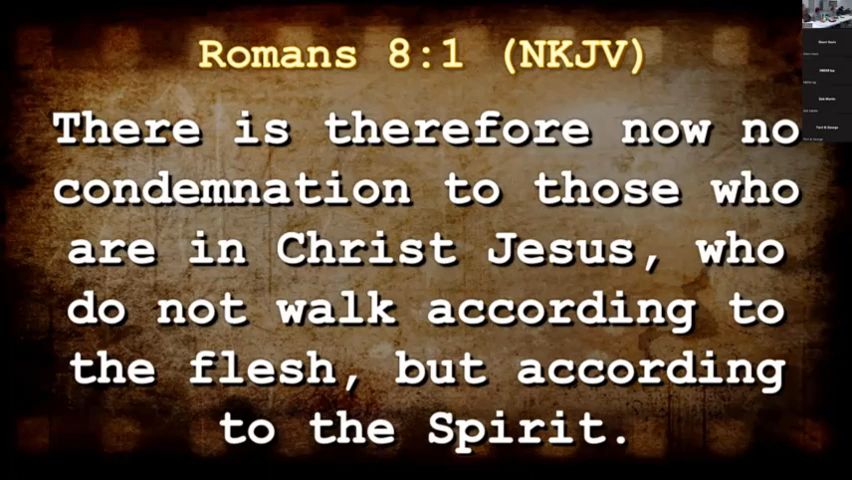 Romans 8:1 (NKJV)
There is therefore now no
condemnation to those who
are in Christ Jesus, who
do not walk according to
the flesh, but according
to the Spirit.